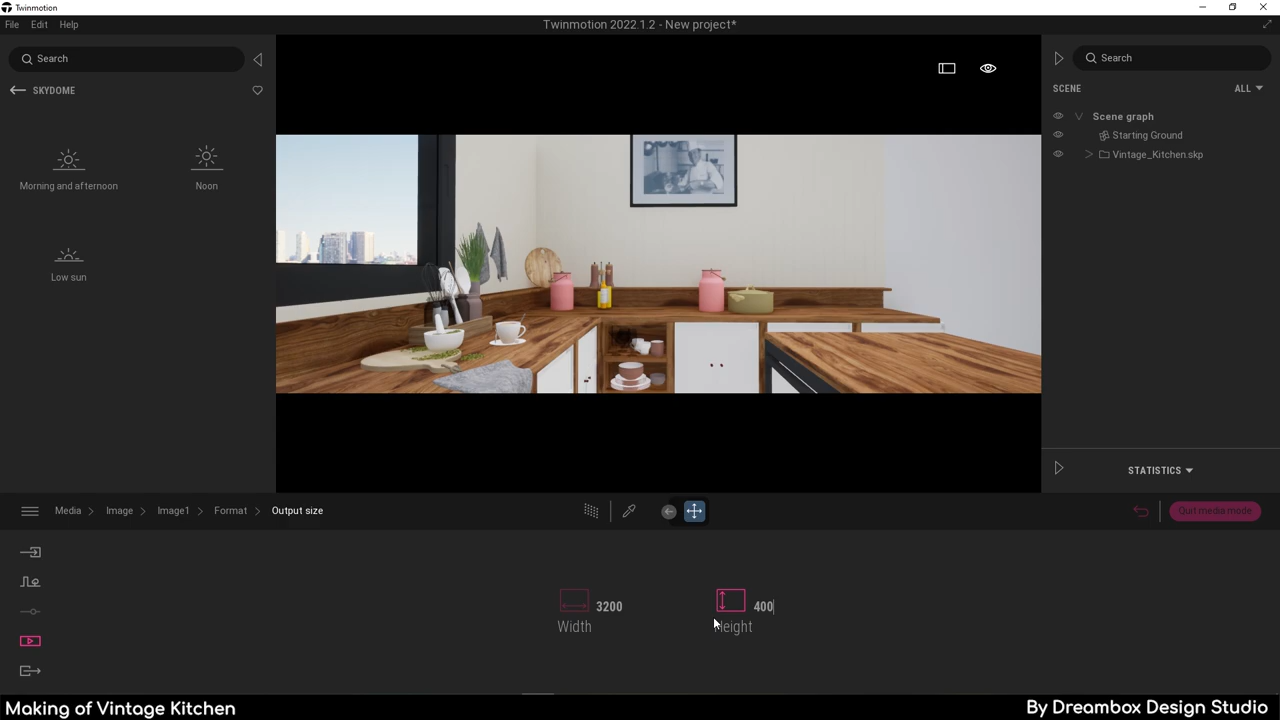 Twinmotion
File Edit Help
Twinmotion 2022.1.2 - New project*
Search
SKYDOME
Morning and afternoon
Noon
Low sun
Search
SCENE
ALL
Scene graph
Starting Ground
Vintage_Kitchen.skp
STATISTICS
Media Image Image1 Format Output size
Quit media mode
3200
Width
400
Height
Making of Vintage Kitchen
By Dreambox Design Studio